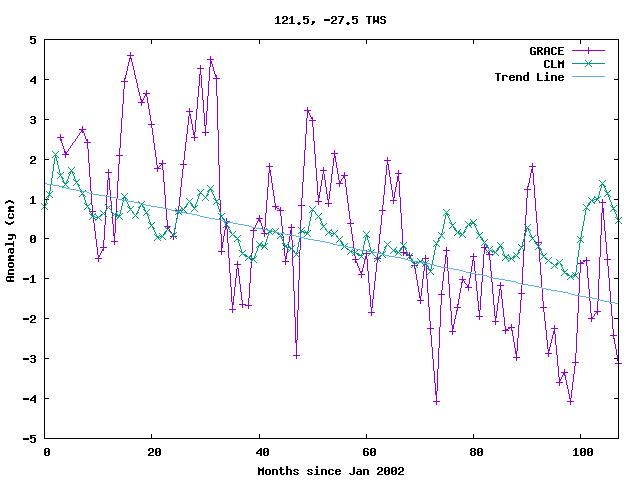 121.5, -27.5 TWS
GRACE
CLM
Trend Line
5
4
3
2
1
0
-1
-2
-3
-4
-5
Anomaly (cm)
0 20 40 60 80 100
Months since Jan 2002